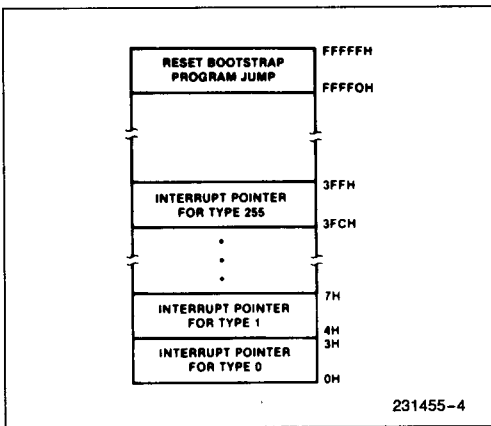 RESET BOOTSTRAP
PROGRAM JUMP
FFFFFH
FFFF0H
INTERRUPT POINTER
FOR TYPE 255
3FFH
3FCH
INTERRUPT POINTER
FOR TYPE 1
7H
4H
INTERRUPT POINTER
FOR TYPE 0
3H
0H
231455-4